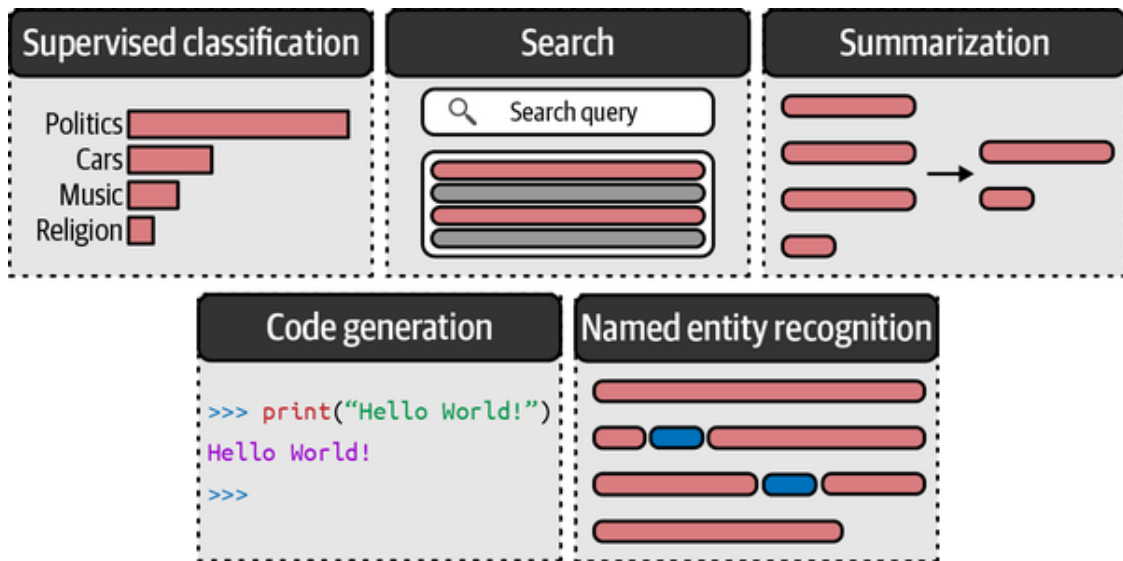 Supervised classification
Politics
Cars
Music
Religion
Search
Search query
Summarization
Code generation
>>> print(“Hello World!”)
Hello World!
>>>
Named entity recognition